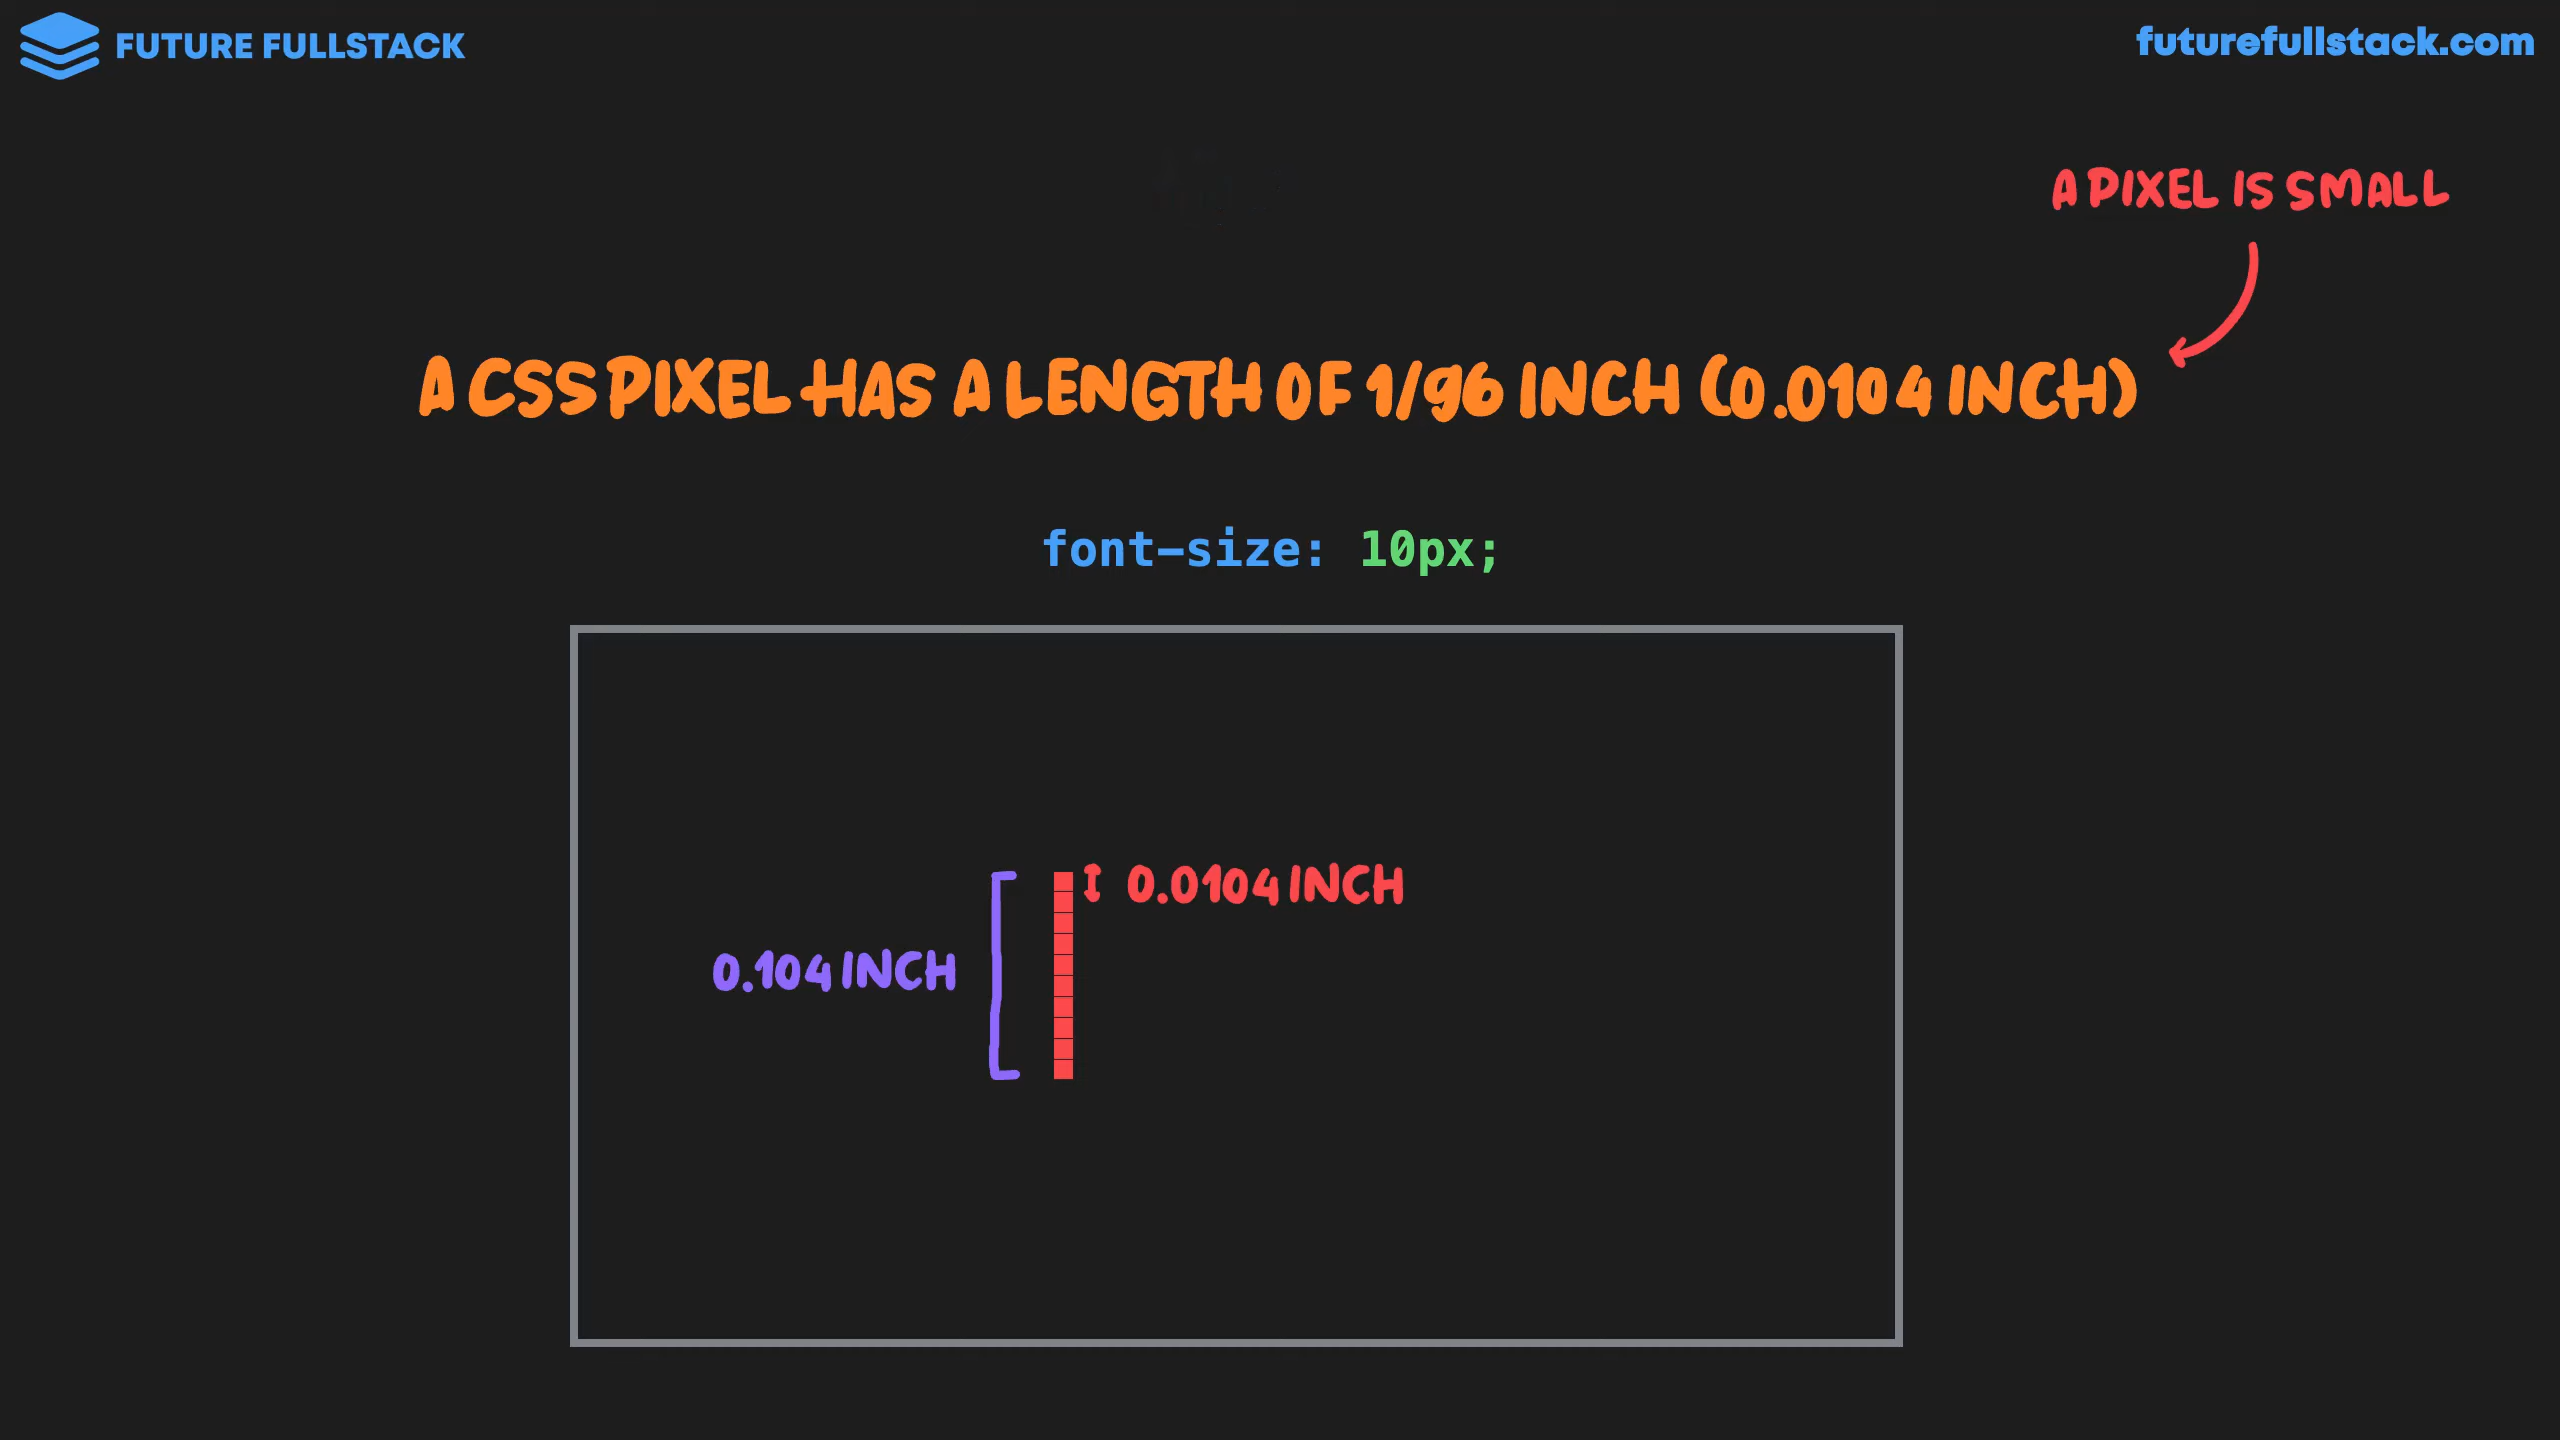 FUTURE FULLSTACK
futurefullstack.com
A PIXEL IS SMALL
A CSS PIXEL HAS A LENGTH OF 1/96 INCH (0.0104 INCH)
font-size: 10px;
0.0104 INCH
0.104 INCH